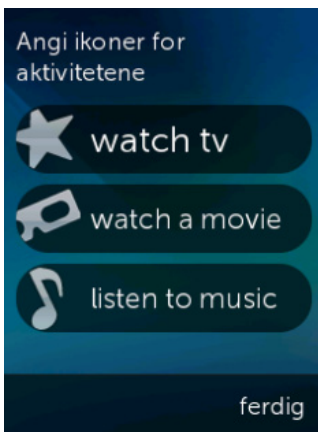 Angi ikoner for
aktivitetene
watch tv
watch a movie
listen to music
ferdig